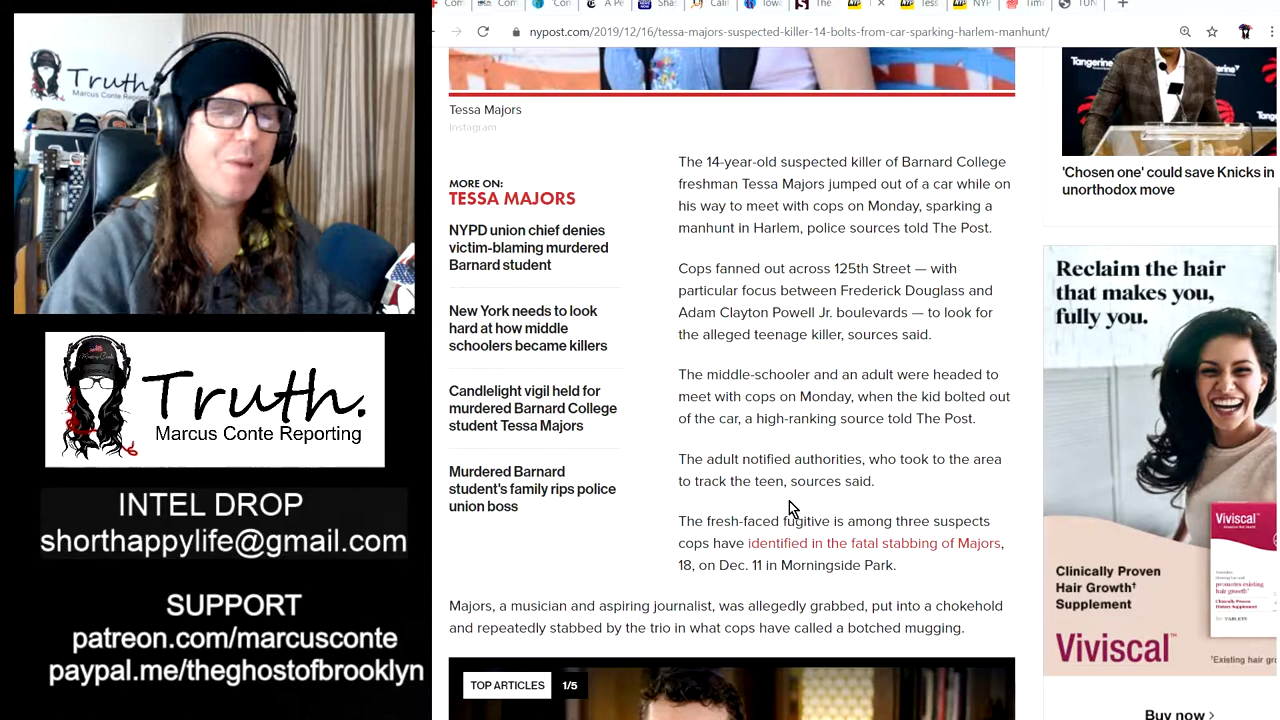 Truth.
Marcus Conte Reporting
Truth.
Marcus Conte Reporting
INTEL DROP
shorthappylife@gmail.com
SUPPORT
patreon.com/marcusconte
paypal.me/theghostofbrooklyn
nypost.com/2019/12/16/tessa-majors-suspected-killer-14-bolts-from-car-sparking-harlem-manhunt/
Tessa Majors
Instagram
MORE ON:
TESSA MAJORS
NYPD union chief denies
victim-blaming murdered
Barnard student
New York needs to look
hard at how middle
schoolers became killers
Candlelight vigil held for
murdered Barnard College
student Tessa Majors
Murdered Barnard
student's family rips police
union boss
The 14-year-old suspected killer of Barnard College
freshman Tessa Majors jumped out of a car while on
his way to meet with cops on Monday, sparking a
manhunt in Harlem, police sources told The Post.
Cops fanned out across 125th Street — with
particular focus between Frederick Douglass and
Adam Clayton Powell Jr. boulevards — to look for
the alleged teenage killer, sources said.
The middle-schooler and an adult were headed to
meet with cops on Monday, when the kid bolted out
of the car, a high-ranking source told The Post.
The adult notified authorities, who took to the area
to track the teen, sources said.
The fresh-faced fugitive is among three suspects
cops have identified in the fatal stabbing of Majors,
18, on Dec. 11 in Morningside Park.
Majors, a musician and aspiring journalist, was allegedly grabbed, put into a chokehold
and repeatedly stabbed by the trio in what cops have called a botched mugging.
TOP ARTICLES 1/5
Tangerine
Tangerine
'Chosen one' could save Knicks in
unorthodox move
Reclaim the hair
that makes you,
fully you.
Viviscal
Clinically Proven
Hair Growth†
Supplement
Viviscal™
†Existing hair gro
Buy now >